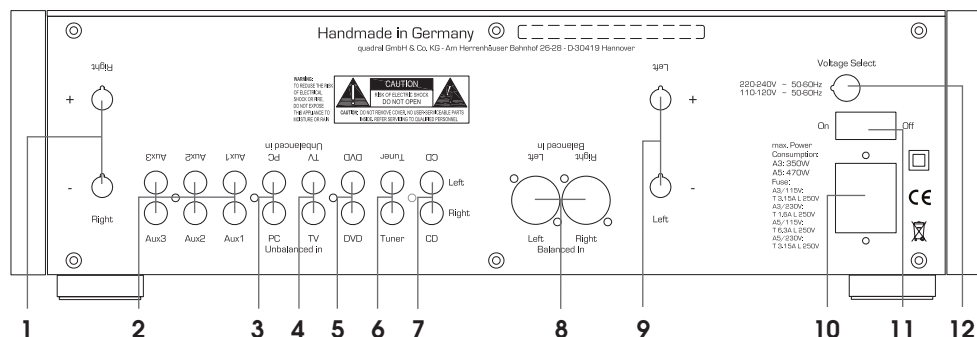 Handmade in Germany
quadral GmbH & Co. KG - Am Herrenhäuser Bahnhof 26-28 - D-30419 Hannover
WARNING:
TO REDUCE THE RISK
OF ELECTRICAL
SHOCK OR FIRE,
DO NOT EXPOSE
THIS APPLIANCE TO
MOISTURE OR RAIN
CAUTION
RISK OF ELECTRIC SHOCK
DO NOT OPEN
CAUTION: DO NOT REMOVE COVER, NO USER-SERVICEABLE PARTS
INSIDE, REFER SERVICING TO QUALIFIED PERSONNEL
Right
+
-
Right
Unbalanced in
Aux3 Aux2 Aux1 PC TV DVD Tuner CD
Left
Right
Aux3 Aux2 Aux1 PC TV DVD Tuner CD
Unbalanced in
Balanced In
Left Right
Left Right
Balanced In
Left
+
-
Left
Voltage Select
220-240V ~ 50-60Hz
110-120V ~ 50-60Hz
On Off
max. Power
Consumption:
A3: 350W
A5: 470W
Fuse:
A3/115V:
T 3,15A L 250V
A3/230V:
T 1,6A L 250V
A5/115V:
T 6,3A L 250V
A5/230V:
T 3,15A L 250V
CE
1 2 3 4 5 6 7 8 9 10 11 12